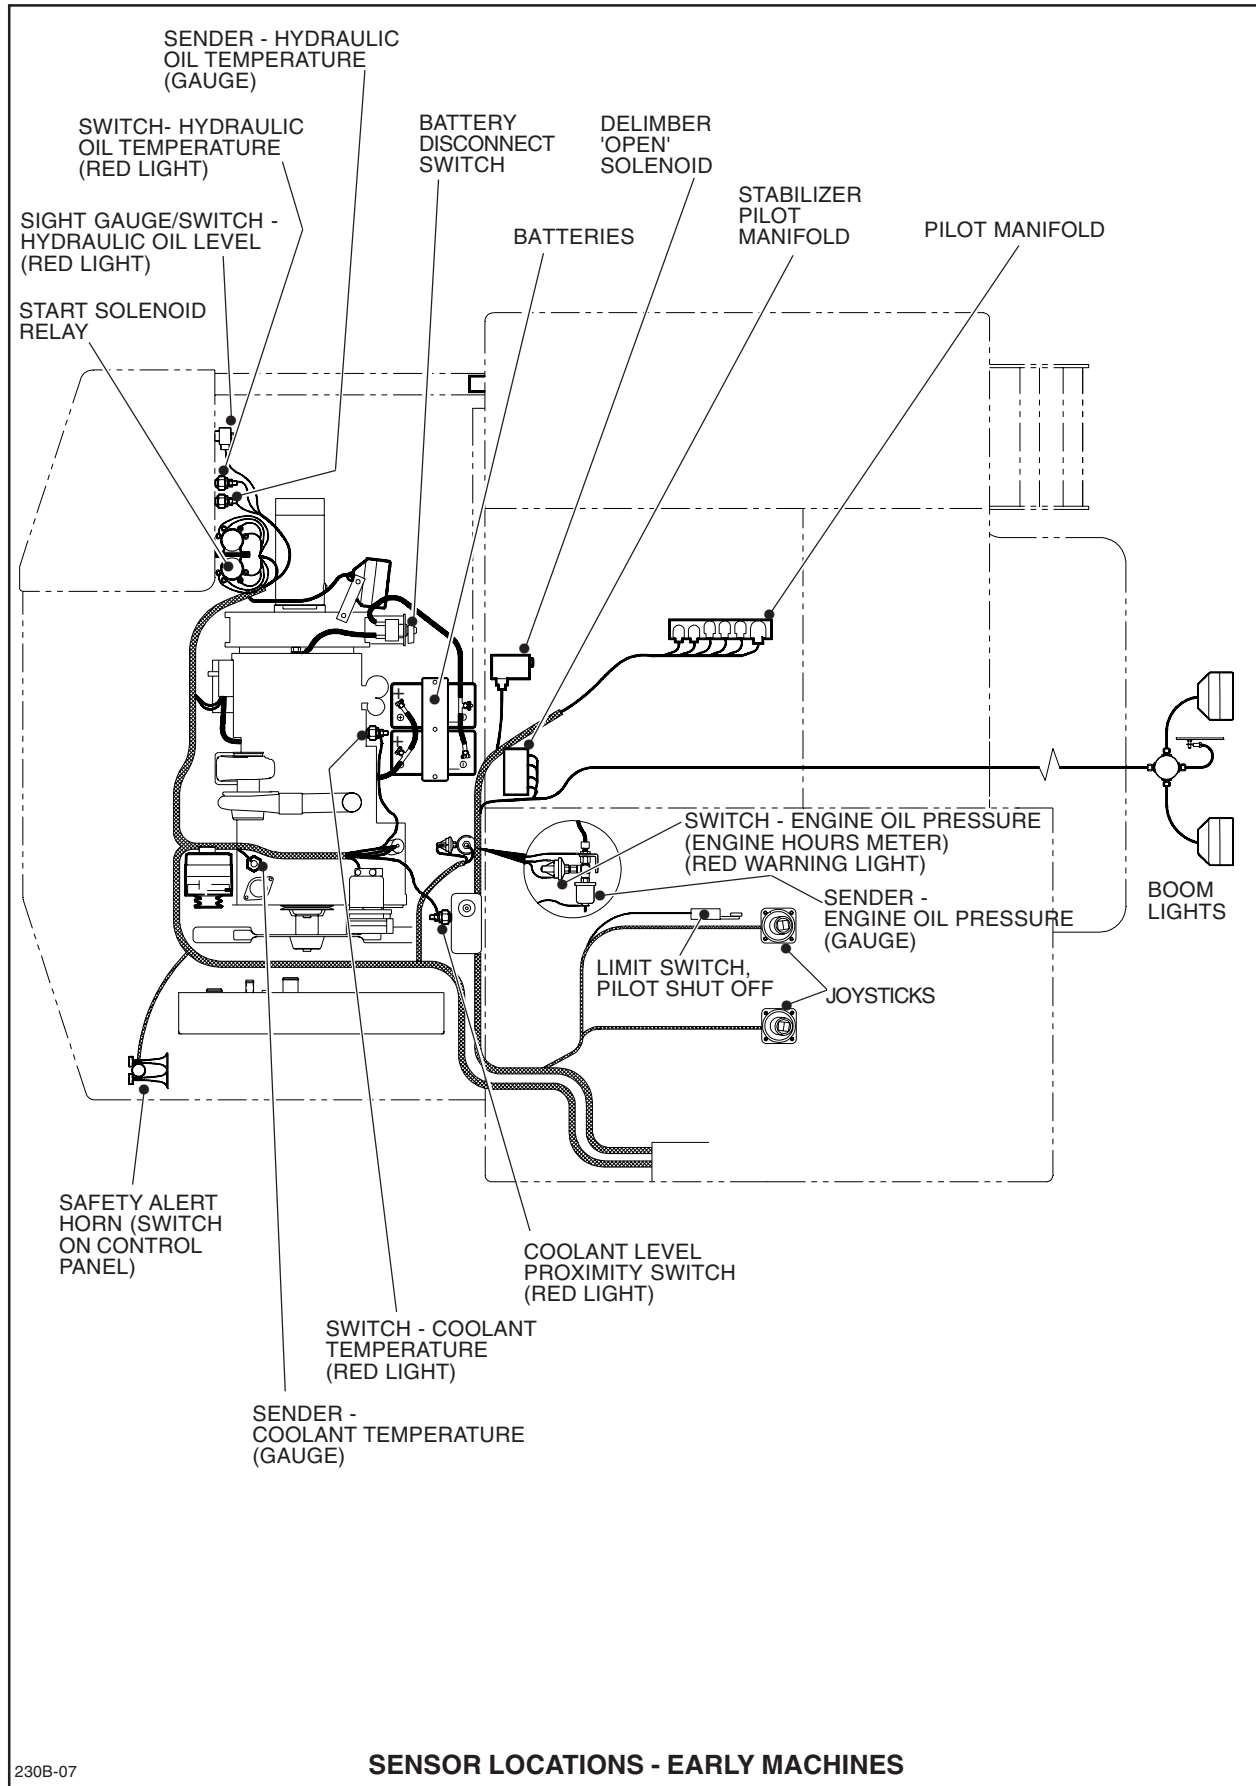 SENDER - HYDRAULIC
OIL TEMPERATURE
(GAUGE)
SWITCH- HYDRAULIC
OIL TEMPERATURE
(RED LIGHT)
BATTERY
DISCONNECT
SWITCH
DELIMBER
'OPEN'
SOLENOID
STABILIZER
PILOT
MANIFOLD
SIGHT GAUGE/SWITCH -
HYDRAULIC OIL LEVEL
(RED LIGHT)
BATTERIES
PILOT MANIFOLD
START SOLENOID
RELAY
SWITCH - ENGINE OIL PRESSURE
(ENGINE HOURS METER)
(RED WARNING LIGHT)
SENDER -
ENGINE OIL PRESSURE
(GAUGE)
BOOM
LIGHTS
LIMIT SWITCH,
PILOT SHUT OFF
JOYSTICKS
SAFETY ALERT
HORN (SWITCH
ON CONTROL
PANEL)
COOLANT LEVEL
PROXIMITY SWITCH
(RED LIGHT)
SWITCH - COOLANT
TEMPERATURE
(RED LIGHT)
SENDER -
COOLANT TEMPERATURE
(GAUGE)
230B-07
SENSOR LOCATIONS - EARLY MACHINES